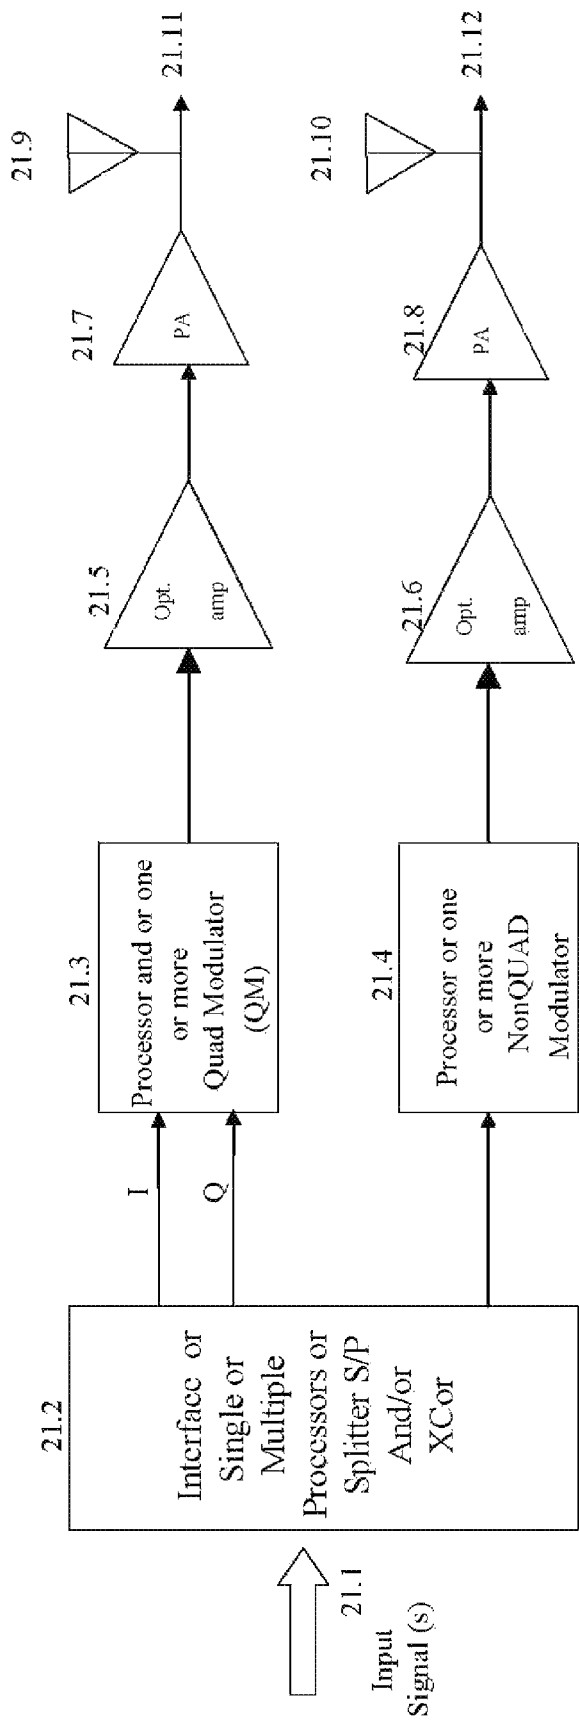 21.1
Input
Signal (s)
21.2
Interface or
Single or
Multiple
Processors or
Splitter S/P
And/or
XCor
I
Q
21.3
Processor and or one
or more
Quad Modulator
(QM)
21.5
Opt.
amp
21.7
PA
21.9
21.11
21.4
Processor or one
or more
NonQUAD
Modulator
21.6
Opt.
amp
21.8
PA
21.10
21.12